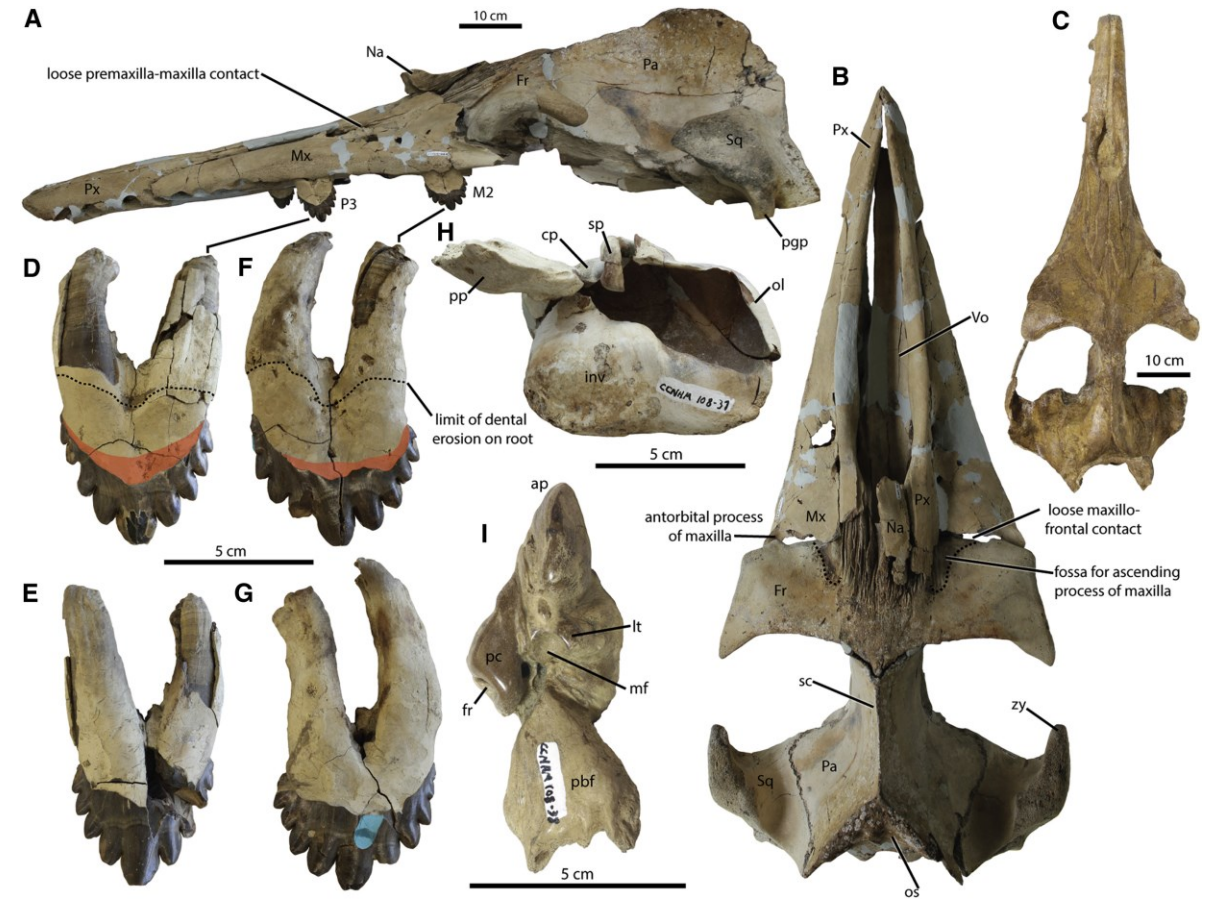 A
10 cm
Na
loose premaxilla-maxilla contact
Fr
Pa
Mx
Sq
Px
P3
M2
pgp
B
Px
Vo
Mx
Px
Na
antorbital process
of maxilla
loose maxillo-
frontal contact
fossa for ascending
process of maxilla
Fr
sc
zy
Sq
Pa
os
C
10 cm
D
F
limit of dental
erosion on root
5 cm
E
G
H
sp
cp
pp
ol
inv
CCNHM 108-37
5 cm
I
ap
lt
pc
mf
fr
pbf
CCNHM 108-38
5 cm